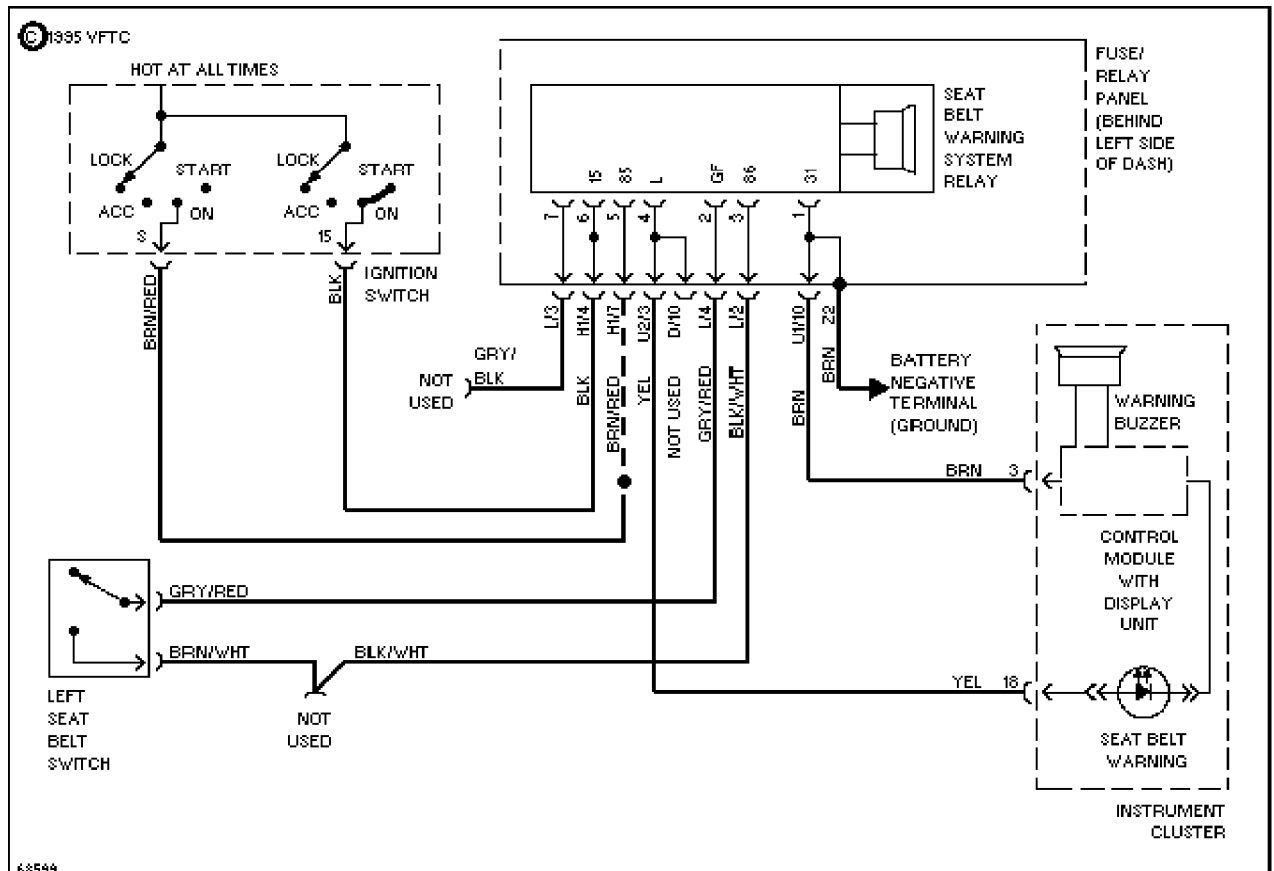 © 1995 VFTC
HOT AT ALL TIMES
LOCK
START
ACC
ON
S
LOCK
START
ACC
ON
15
IGNITION
SWITCH
BRN/RED
BLK
FUSE/
RELAY
PANEL
(BEHIND
LEFT SIDE
OF DASH)
SEAT
BELT
WARNING
SYSTEM
RELAY
15
85
L
GF
86
31
7
6
5
4
2
3
1
L/3
H1/4
H1/7
U2/3
D/10
L/4
L/2
U1/10
Z2
GRY/
BLK
NOT
USED
BLK
BRN/RED
YEL
NOT USED
GRY/RED
BLK/WHT
BRN
BRN
BATTERY
NEGATIVE
TERMINAL
(GROUND)
WARNING
BUZZER
BRN 3
CONTROL
MODULE
WITH
DISPLAY
UNIT
GRY/RED
BRN/WHT
BLK/WHT
YEL 18
LEFT
SEAT
BELT
SWITCH
NOT
USED
SEAT BELT
WARNING
INSTRUMENT
CLUSTER